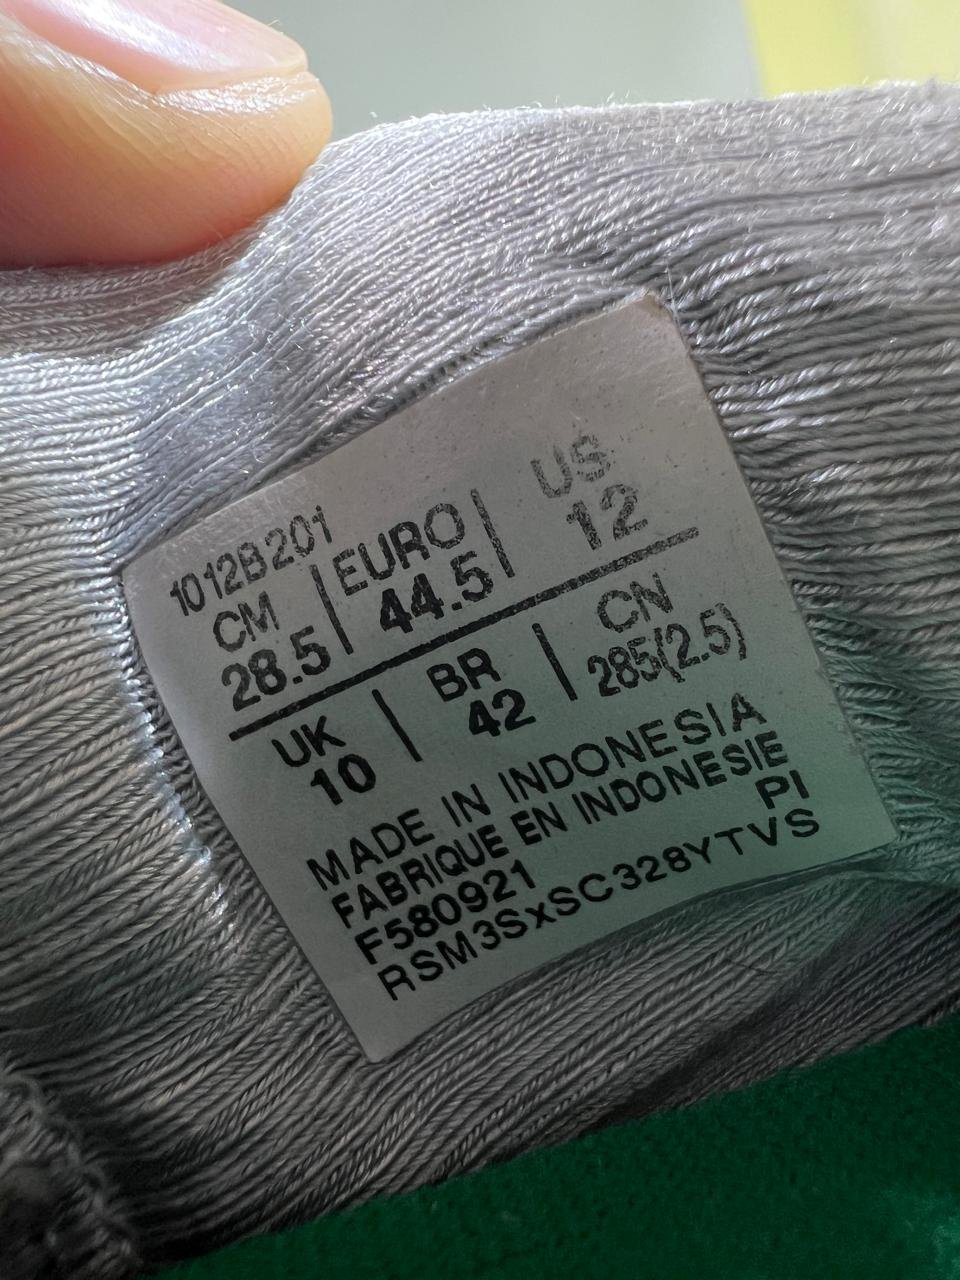 1012B201
CM | EURO | US
28.5 | 44.5 | 12
UK | BR | CN
10 | 42 | 285(2.5)
MADE IN INDONESIA
FABRIQUE EN INDONESIE
F580921 PI
RSM3SxSC328YTVS